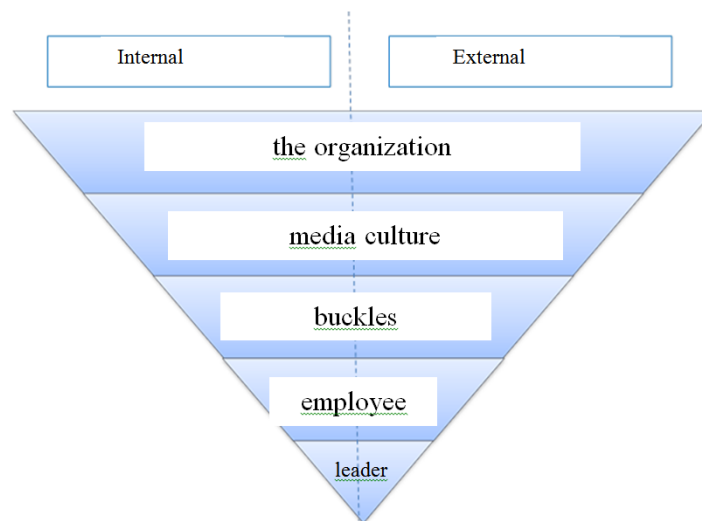 Internal
External
the organization
media culture
buckles
employee
leader